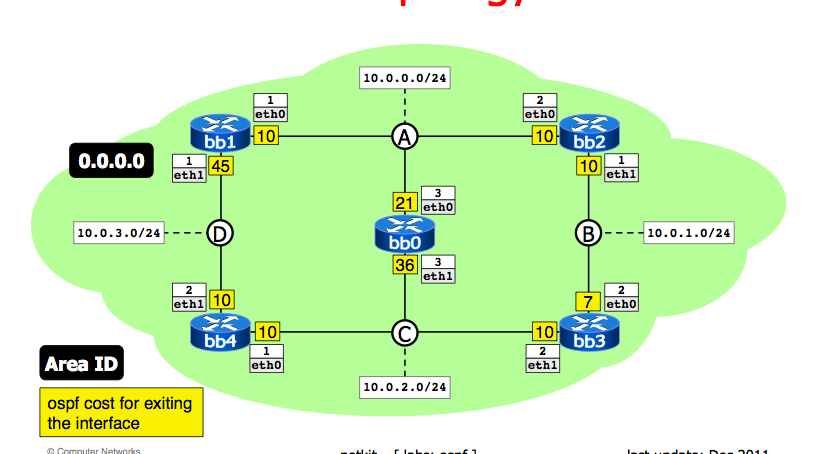 10.0.0.0/24
1
eth0
2
eth0
bb1
10
A
10
bb2
0.0.0.0
1
eth1
45
10
1
eth1
21
3
eth0
10.0.3.0/24
D
bb0
B
10.0.1.0/24
36
3
eth1
2
eth1
10
7
2
eth0
bb4
10
C
10
bb3
1
eth0
2
eth1
Area ID
10.0.2.0/24
ospf cost for exiting
the interface
© Computer Networks
netkit – [ lab: ospf ]
last update: Dec 2011